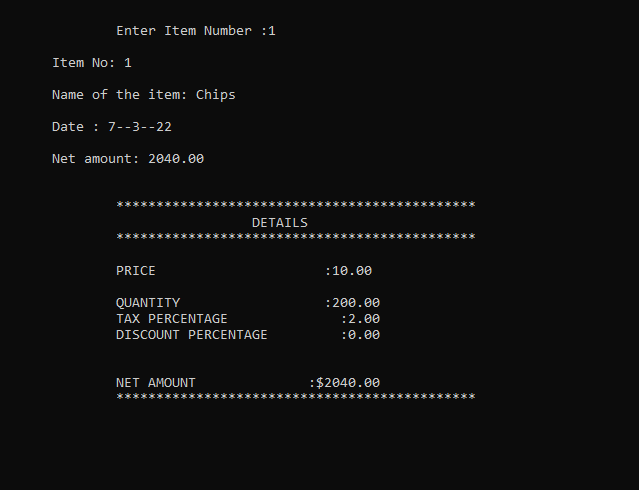 Enter Item Number :1
Item No: 1
Name of the item: Chips
Date : 7--3--22
Net amount: 2040.00
*********************************************
DETAILS
*********************************************
PRICE :10.00
QUANTITY :200.00
TAX PERCENTAGE :2.00
DISCOUNT PERCENTAGE :0.00
NET AMOUNT :$2040.00
*********************************************